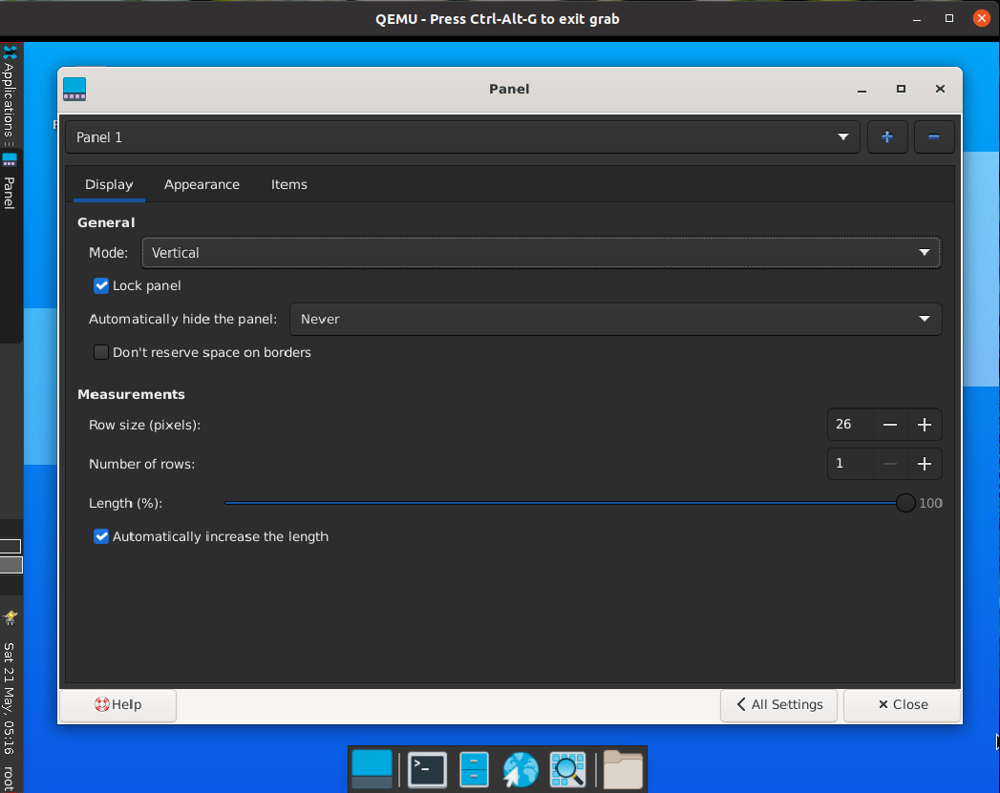 QEMU - Press Ctrl-Alt-G to exit grab
Applications
Panel
Sat 21 May, 05:16
root
Panel
Panel 1
Display Appearance Items
General
Mode: Vertical
Lock panel
Automatically hide the panel: Never
Don't reserve space on borders
Measurements
Row size (pixels): 26
Number of rows: 1
Length (%): 100
Automatically increase the length
Help All Settings Close